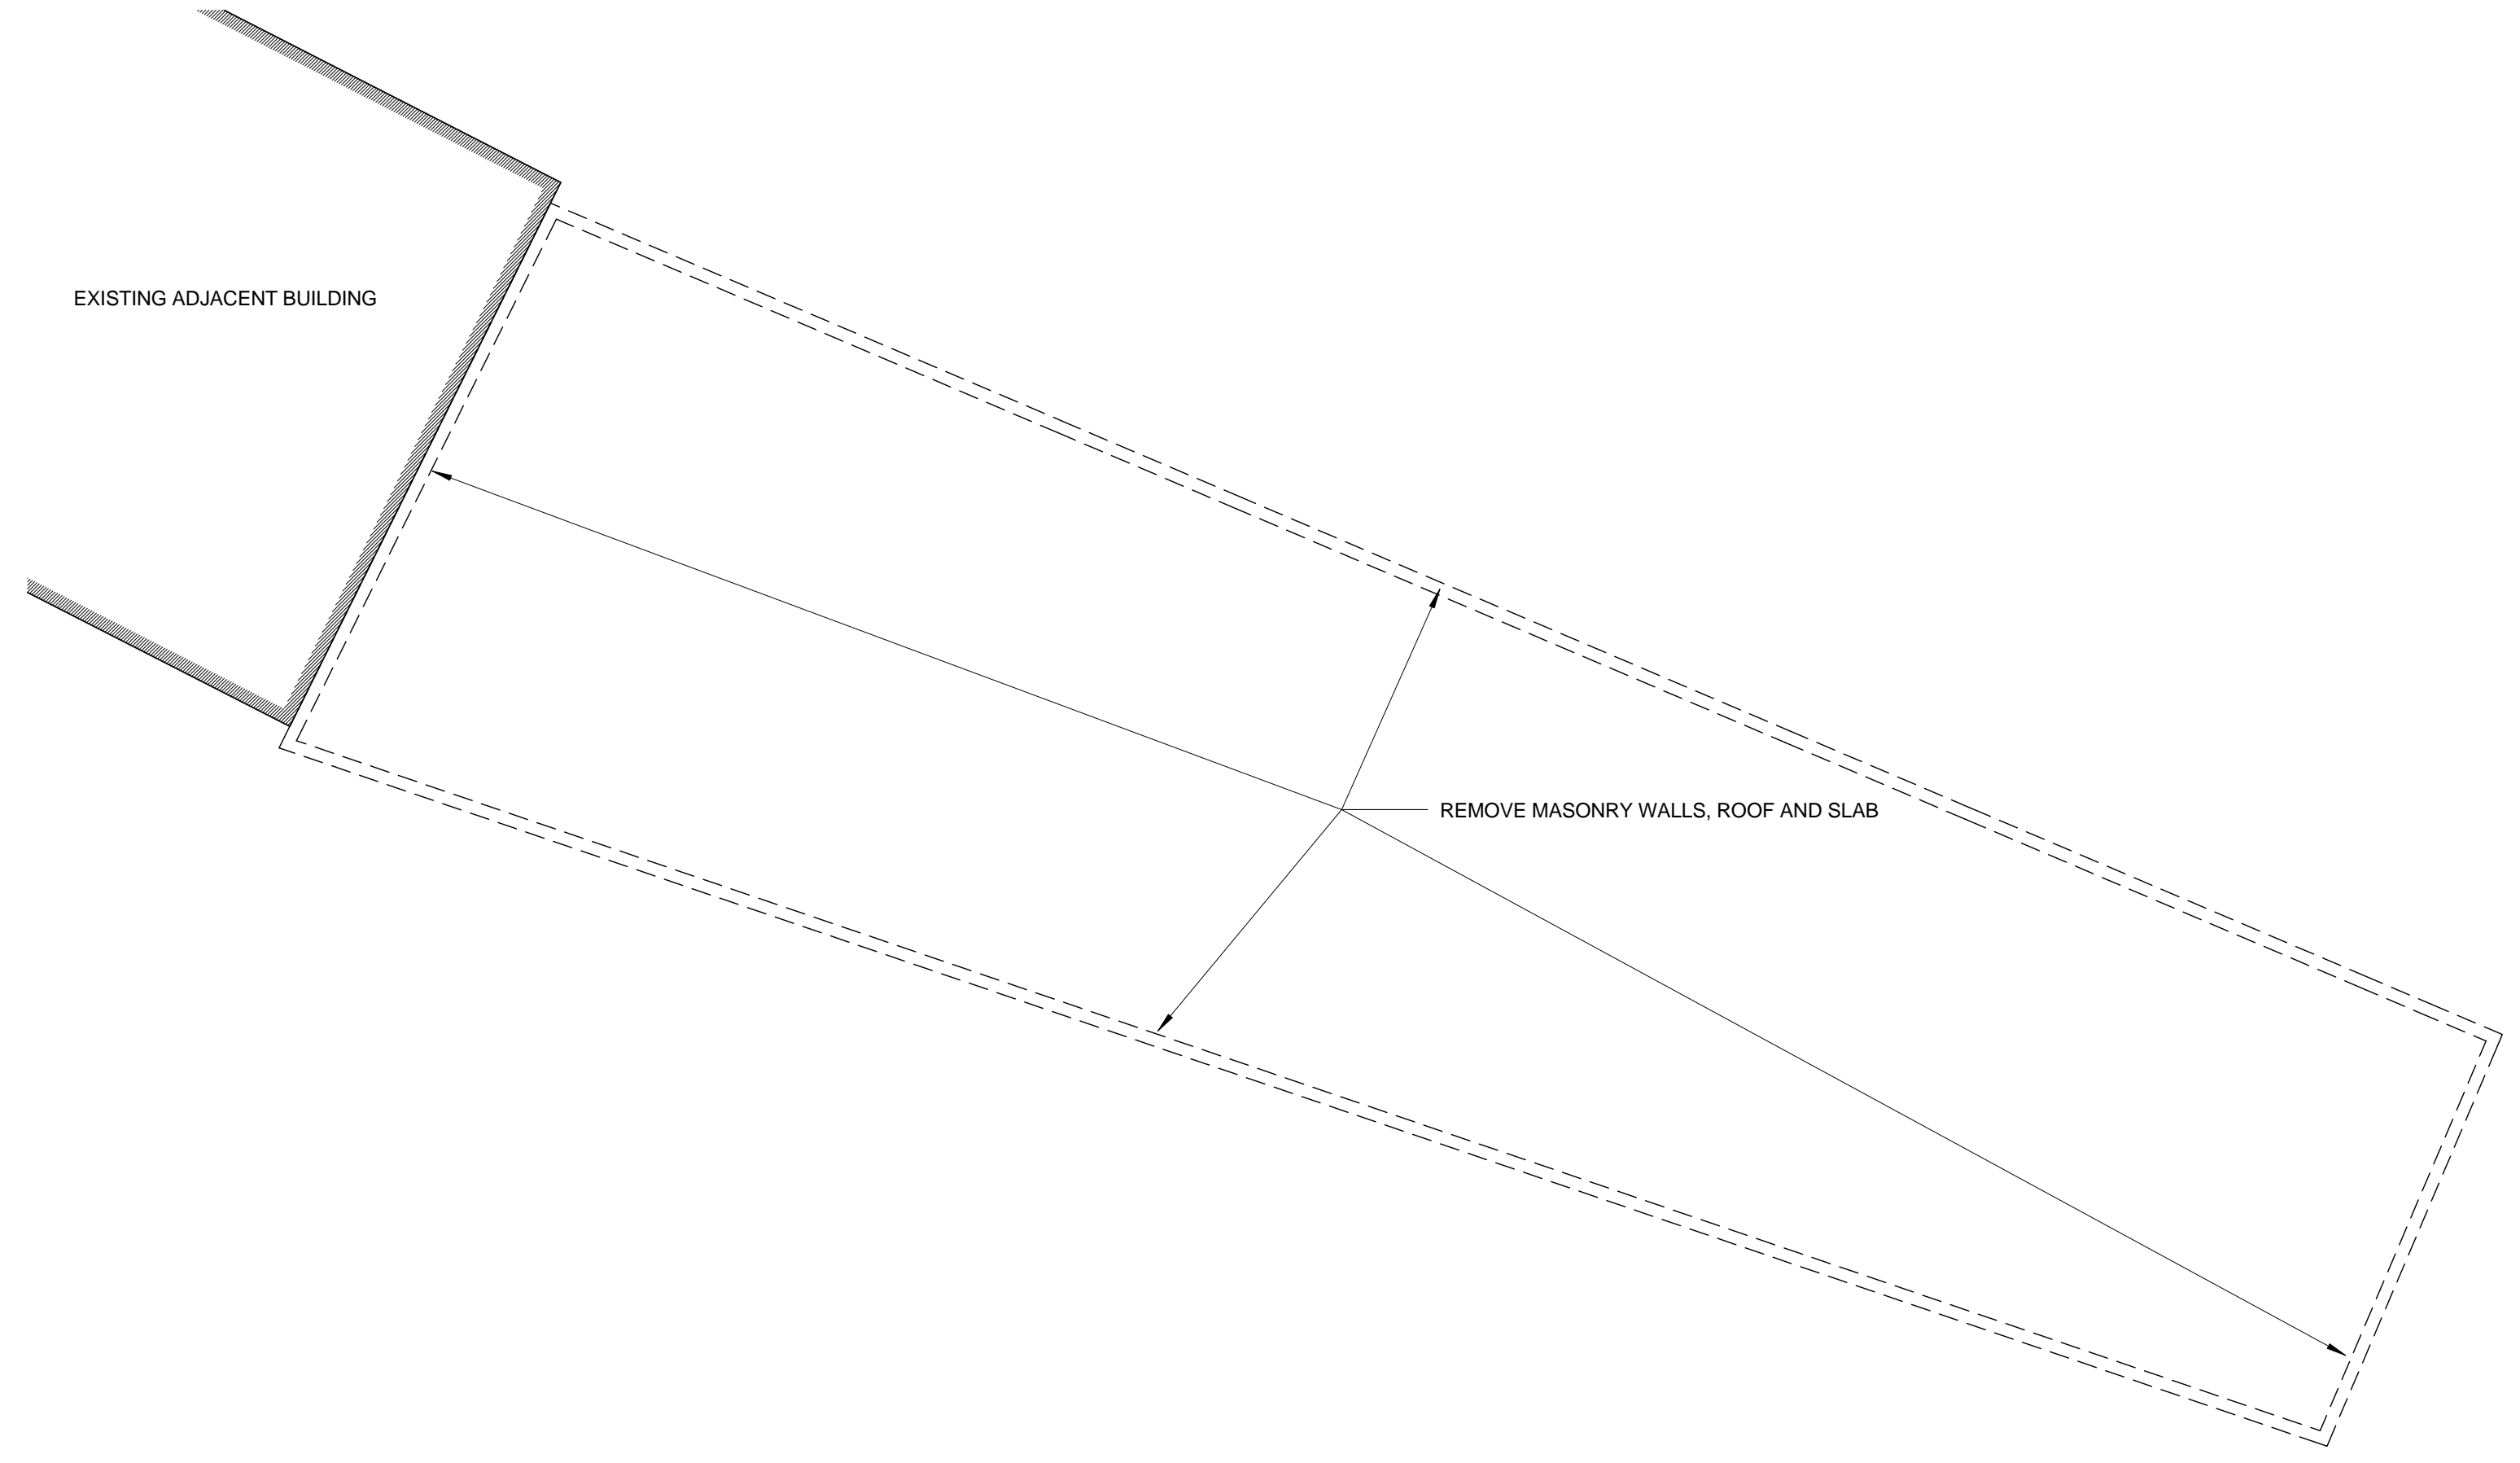 EXISTING ADJACENT BUILDING
REMOVE MASONRY WALLS, ROOF AND SLAB